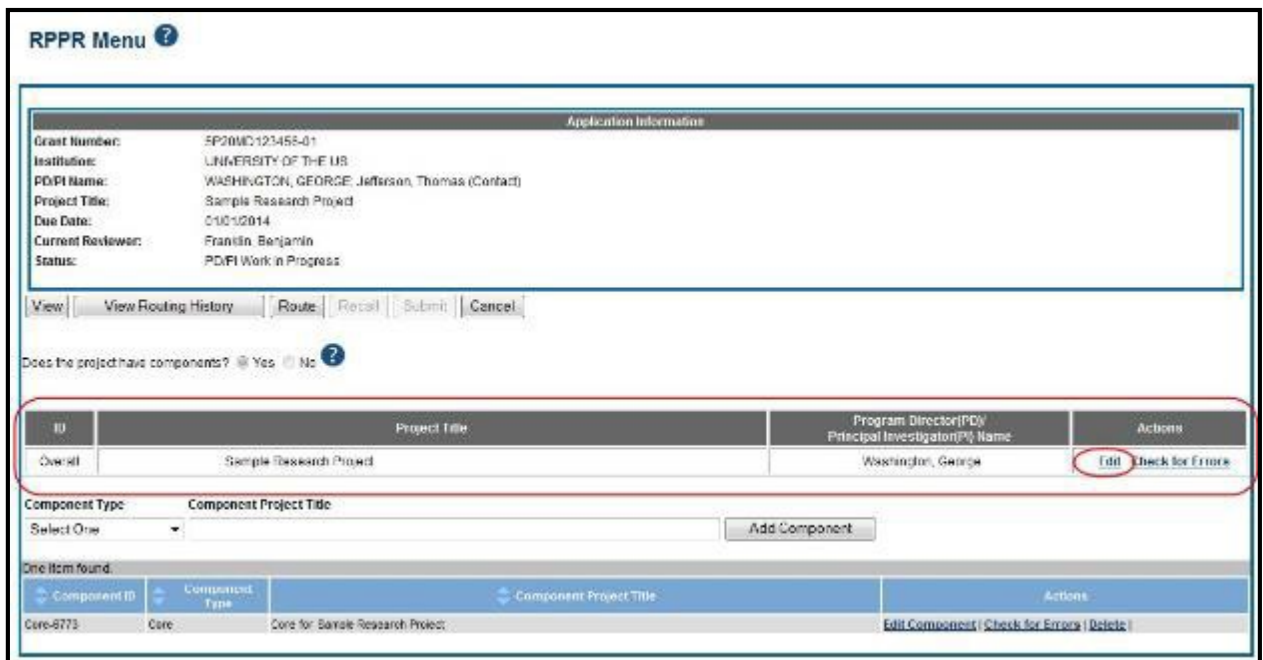 RPPR Menu ?
Application Information
Grant Number: 5P20MD123456-01
Institution: UNIVERSITY OF THE US
PD/PI Name: WASHINGTON, GEORGE; Jefferson, Thomas (Contact)
Project Title: Sample Research Project
Due Date: 01/01/2014
Current Reviewer: Franklin, Benjamin
Status: PD/PI Work in Progress
View View Routing History Route Recall Submit Cancel
Does the project have components? Yes No ?
ID Project Title Program Director(PD)/ Actions
Principal Investigator(PI) Name
Overall Sample Research Project Washington, George Edit Check for Errors
Component Type Component Project Title
Select One Add Component
One item found.
Component ID Component Type Component Project Title Actions
Core-6773 Core Core for Sample Research Project Edit Component | Check for Errors | Delete |